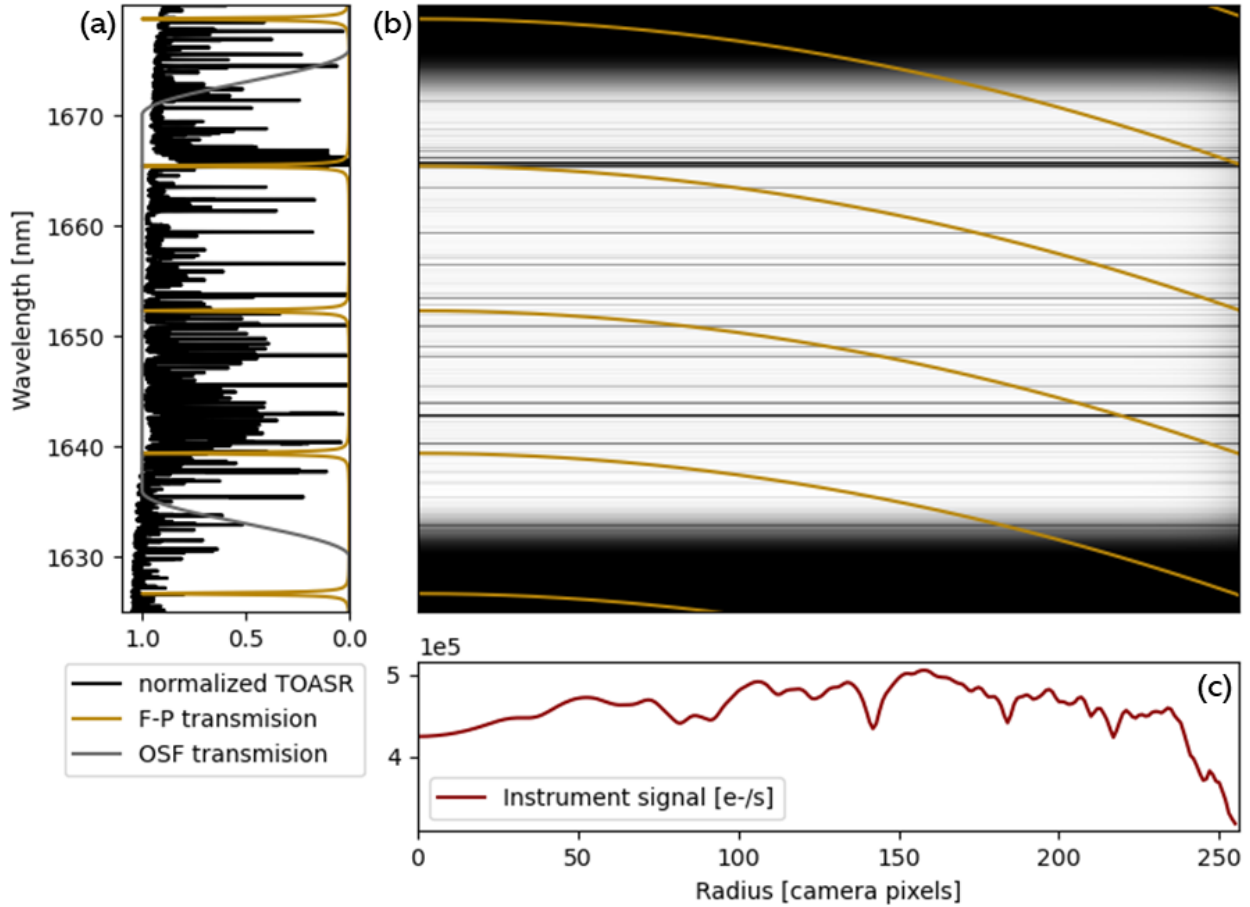 (a)
(b)
1670
1660
1650
1640
1630
Wavelength [nm]
1.0 0.5 0.0
normalized TOASR
F-P transmision
OSF transmision
1e5
5
4
(c)
Instrument signal [e-/s]
0 50 100 150 200 250
Radius [camera pixels]